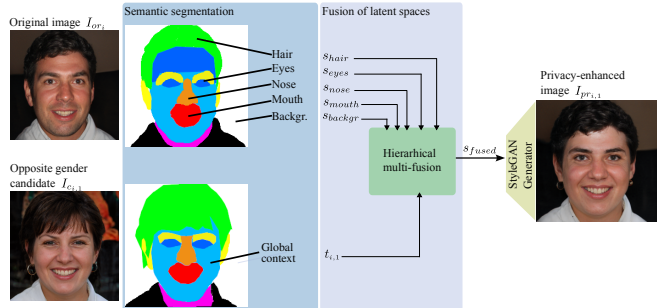 Original image I_{or_i}
Semantic segmentation
Fusion of latent spaces
Hair
Eyes
Nose
Mouth
Backgr.
s_{hair}
s_{eyes}
s_{nose}
s_{mouth}
s_{backgr}
Hierarhical
multi-fusion
s_{fused}
StyleGAN
Generator
Privacy-enhanced
image I_{pr_{i,1}}
Opposite gender
candidate I_{c_{i,1}}
Global
context
t_{i,1}